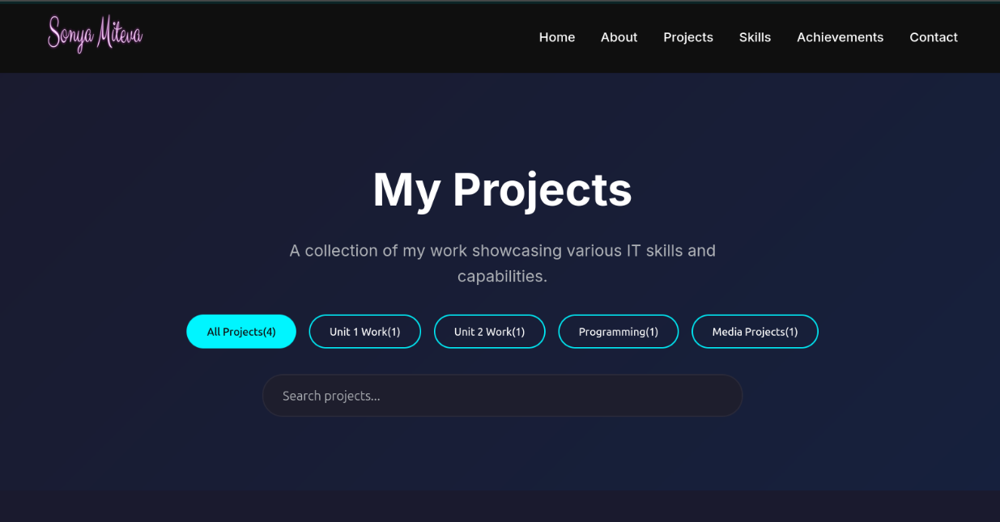 Sonya Miteva
Home About Projects Skills Achievements Contact
My Projects
A collection of my work showcasing various IT skills and
capabilities.
All Projects(4) Unit 1 Work(1) Unit 2 Work(1) Programming(1) Media Projects(1)
Search projects...